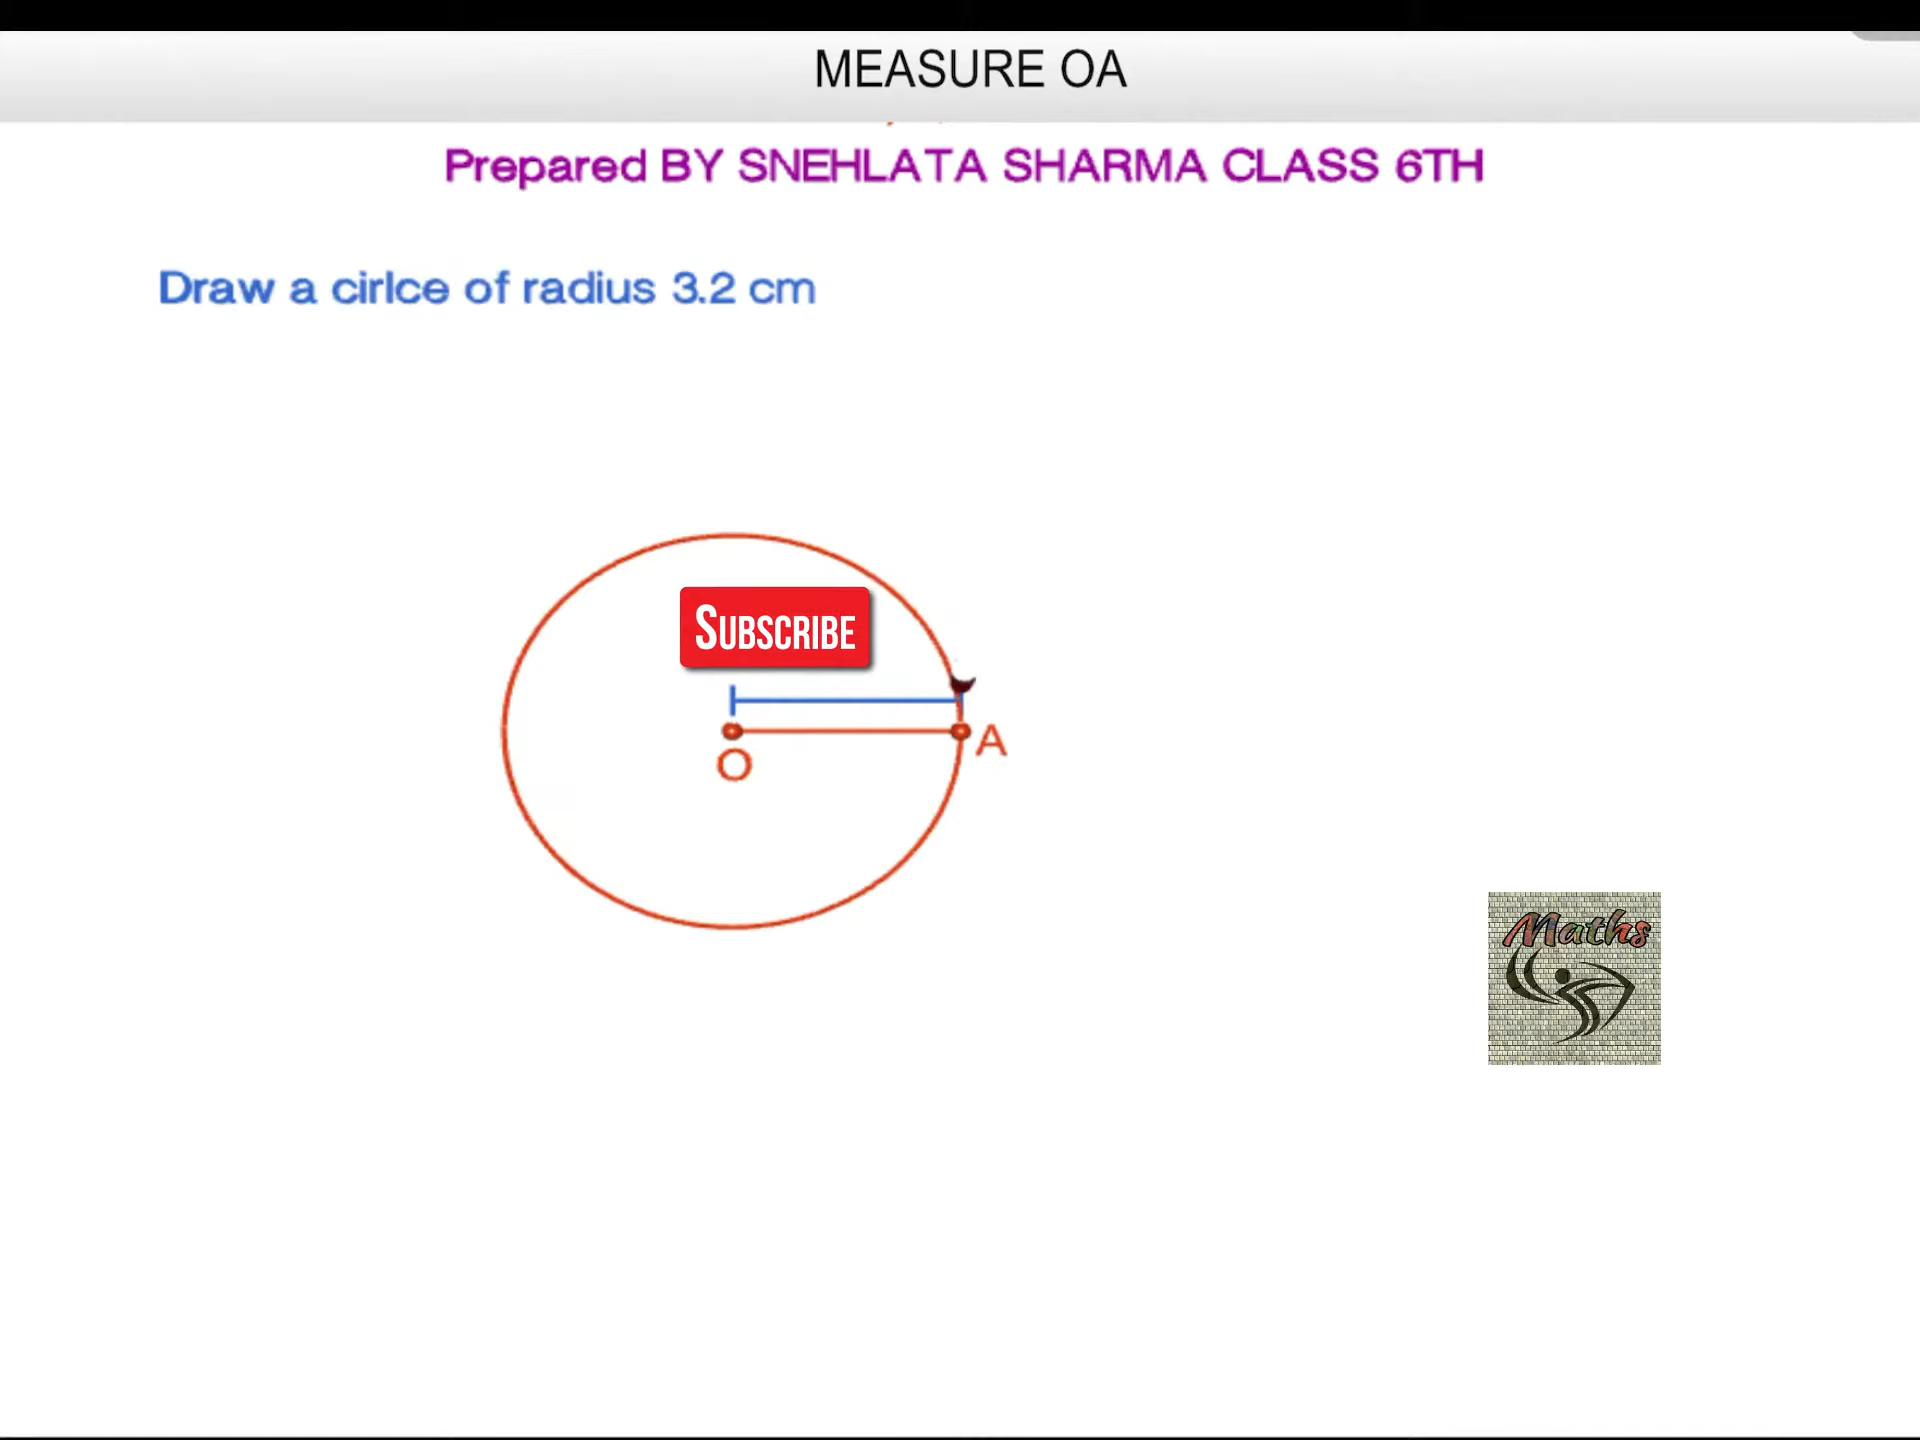 MEASURE OA
Prepared BY SNEHLATA SHARMA CLASS 6TH
Draw a cirlce of radius 3.2 cm
SUBSCRIBE
O
A
Maths